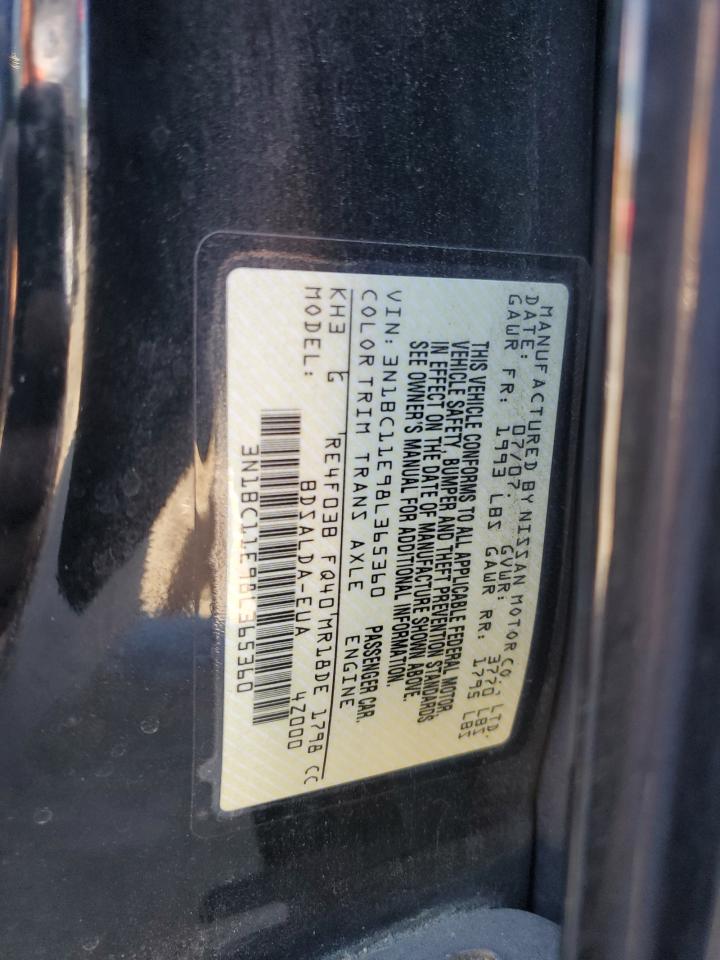 MANUFACTURED BY NISSAN MOTOR CO., LTD.
DATE: 07/07. GVWR: 3770 LBS
GAWR FR: 1993 LBS GAWR RR: 1795 LBS
THIS VEHICLE CONFORMS TO ALL APPLICABLE FEDERAL MOTOR
VEHICLE SAFETY, BUMPER AND THEFT PREVENTION STANDARDS
IN EFFECT ON THE DATE OF MANUFACTURE SHOWN ABOVE.
SEE OWNER'S MANUAL FOR ADDITIONAL INFORMATION.
VIN: 3N1BC11E98L365360 PASSENGER CAR.
COLOR TRIM TRANS AXLE ENGINE
KH3 G RE4F03B FQ40 MR18DE 1798 CC
MODEL: BDSALDA-EUA 4Z000
3N1BC11E98L365360